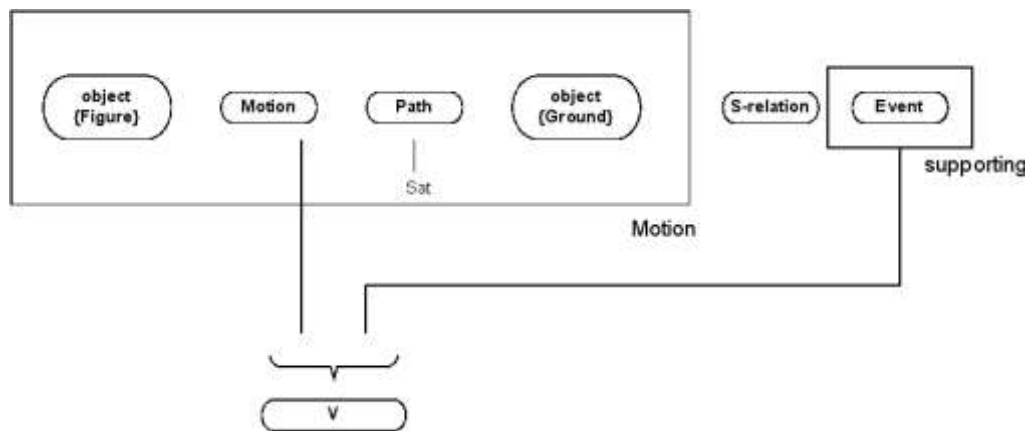 object
{Figure}
Motion
Path
object
{Ground}
S-relation
Event
Sat
supporting
Motion
V